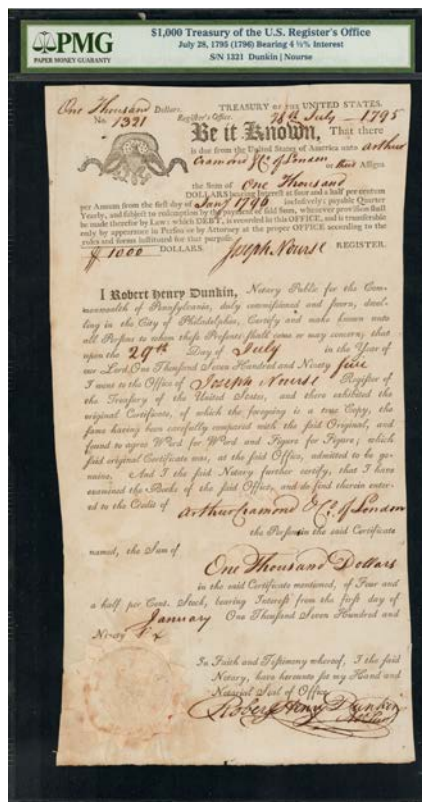 PMG
PAPER MONEY GUARANTY
$1,000 Treasury of the U.S. Register's Office
July 28, 1795 (1796) Bearing 4 ½% Interest
S/N 1321 Dunkin | Nourse
One Thousand Dollars. TREASURY OF THE UNITED STATES.
No. 1321 Register's Office. 28th July — 1795
Be it Known, That there
is due from the United States of America unto Arthur
Cramond & Co. of London or their Assigns
the Sum of One Thousand
DOLLARS bearing Interest at four and a half per centum
per Annum from the first day of Jany 1796 inclusively; payable Quarter
Yearly, and subject to redemption by the payment of said Sum, whenever provision shall
be made therefor by Law; which DEBT, is recorded in this OFFICE, and is transferable
only by appearance in Person or by Attorney at the proper OFFICE according to the
rules and forms instituted for that purpose.
$ 1000 DOLLARS. Joseph Nourse REGISTER.
I Robert Henry Dunkin, Notary Public for the Com-
monwealth of Pennsylvania, duly commissioned and sworn, dwel-
ling in the City of Philadelphia, Certify and make known unto
all Persons to whom these Presents shall come or may concern; that
upon the 29th Day of July in the Year of
our Lord, One Thousand Seven Hundred and Ninety five
I went to the Office of Joseph Nourse Register of
the Treasury of the United States, and there exhibited the
original Certificate, of which the foregoing is a true Copy, the
same having been carefully compared with the said Original, and
found to agree Word for Word and Figure for Figure; which
said original Certificate was, at the said Office, admitted to be ge-
nuine. And I the said Notary further certify, that I have
examined the Books of the said Office, and do find therein enter-
ed to the Credit of Arthur Cramond & Co. of London
the Person in the said Certificate
named, the Sum of
One Thousand Dollars
in the said Certificate mentioned, of Four and
a half per Cent. Stock, bearing Interest from the first day of
January One Thousand Seven Hundred and
Ninety
In Faith and Testimony whereof, I the said
Notary, have hereunto set my Hand and
Notarial Seal of Office
Robert Henry Dunkin